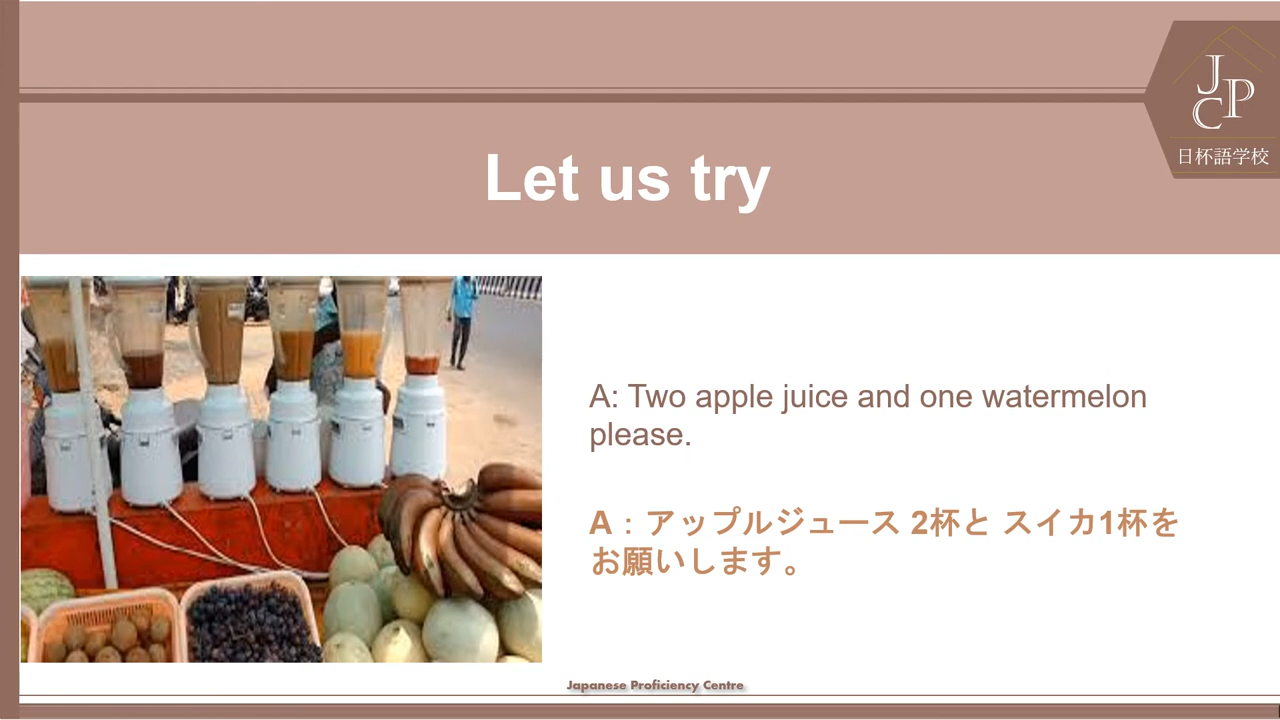 J
CP
日杯語学校
Let us try
A: Two apple juice and one watermelon
please.
A：アップルジュース 2杯と スイカ1杯を
お願いします。
Japanese Proficiency Centre